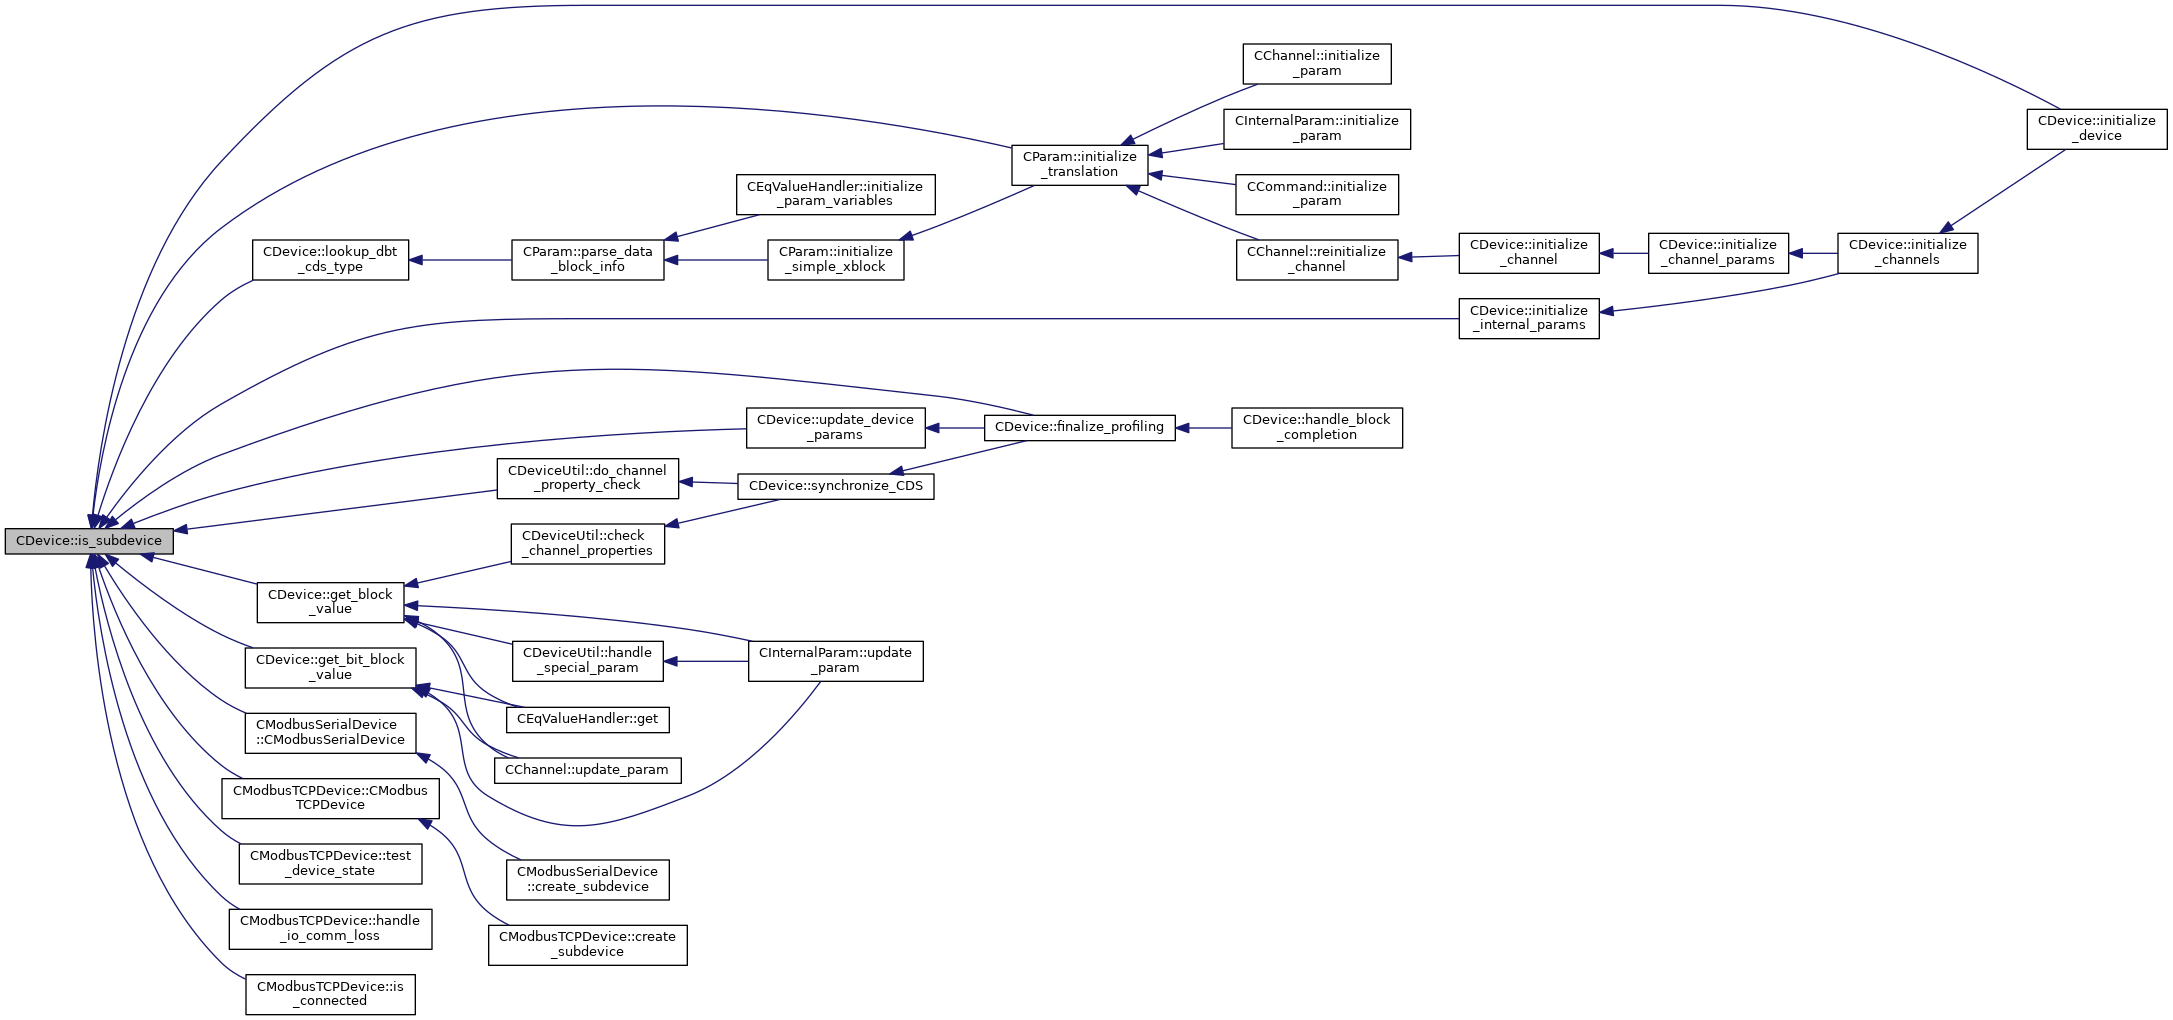 CChannel::initialize
_param
CInternalParam::initialize
_param
CDevice::initialize
_device
CParam::initialize
_translation
CEqValueHandler::initialize
_param_variables
CCommand::initialize
_param
CDevice::lookup_dbt
_cds_type
CParam::parse_data
_block_info
CParam::initialize
_simple_xblock
CChannel::reinitialize
_channel
CDevice::initialize
_channel
CDevice::initialize
_channel_params
CDevice::initialize
_channels
CDevice::initialize
_internal_params
CDevice::update_device
_params
CDevice::finalize_profiling
CDevice::handle_block
_completion
CDeviceUtil::do_channel
_property_check
CDevice::synchronize_CDS
CDevice::is_subdevice
CDeviceUtil::check
_channel_properties
CDevice::get_block
_value
CDevice::get_bit_block
_value
CDeviceUtil::handle
_special_param
CInternalParam::update
_param
CModbusSerialDevice
::CModbusSerialDevice
CEqValueHandler::get
CChannel::update_param
CModbusTCPDevice::CModbus
TCPDevice
CModbusTCPDevice::test
_device_state
CModbusSerialDevice
::create_subdevice
CModbusTCPDevice::handle
_io_comm_loss
CModbusTCPDevice::create
_subdevice
CModbusTCPDevice::is
_connected